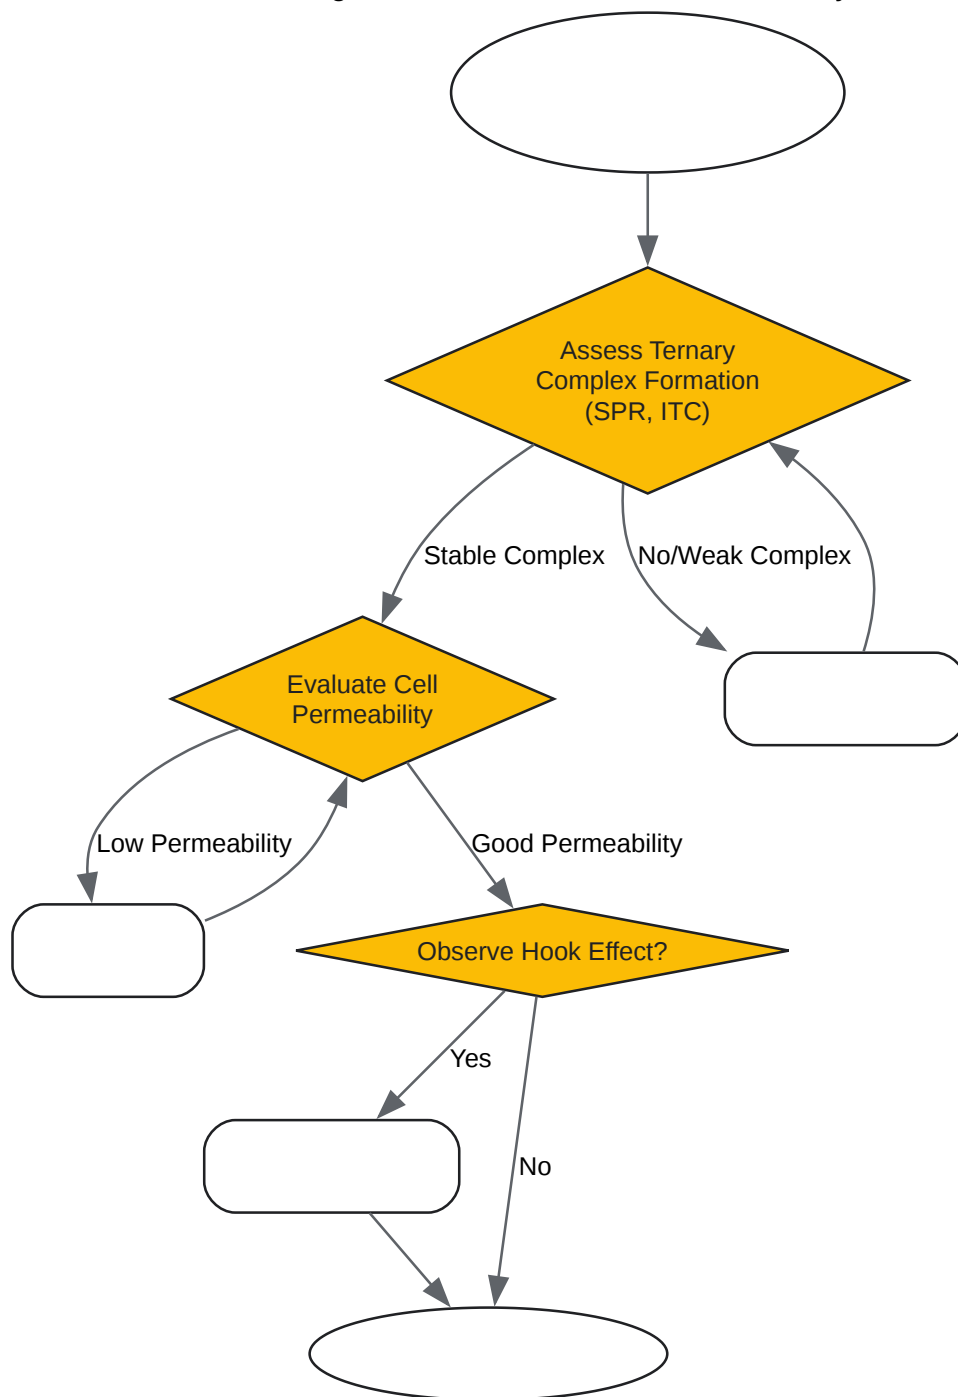 Assess Ternary
Complex Formation
(SPR, ITC)
Stable Complex
No/Weak Complex
Evaluate Cell
Permeability
Low Permeability
Good Permeability
Observe Hook Effect?
Yes
No